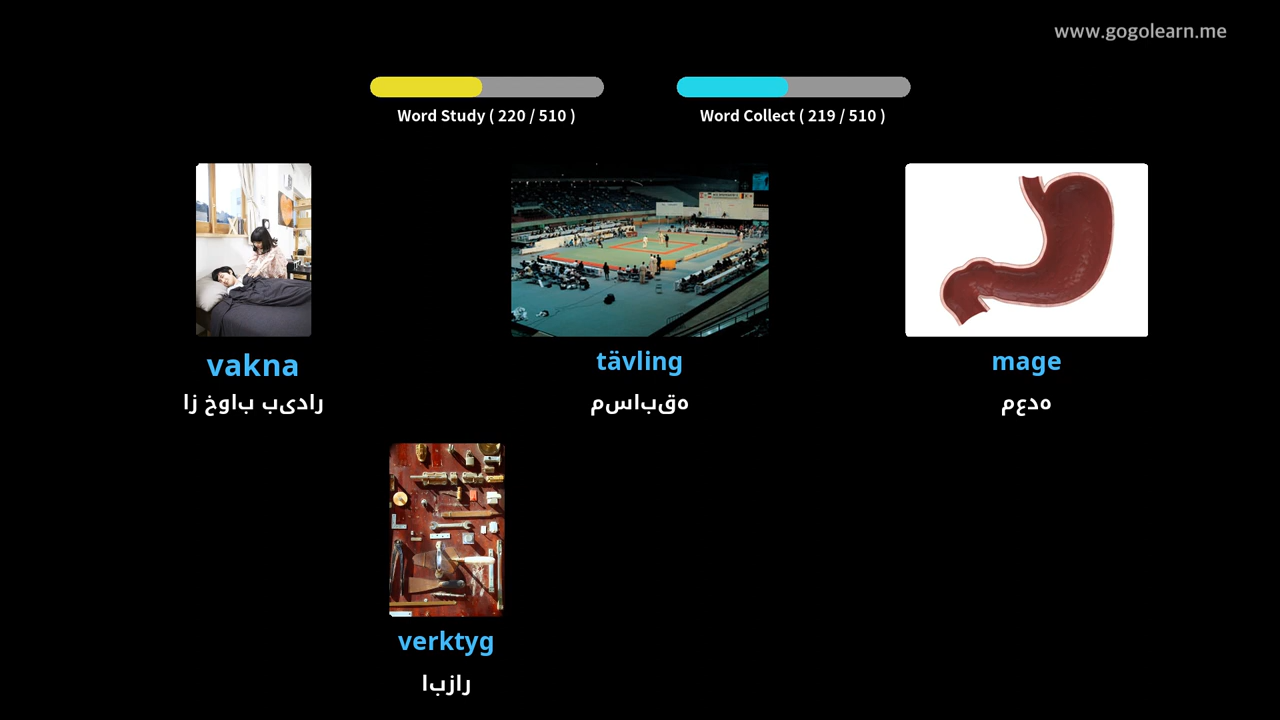 www.gogolearn.me
Word Study ( 220 / 510 )
Word Collect ( 219 / 510 )
vakna
از خواب بیدار
tävling
مسابقه
mage
معده
verktyg
ابزار